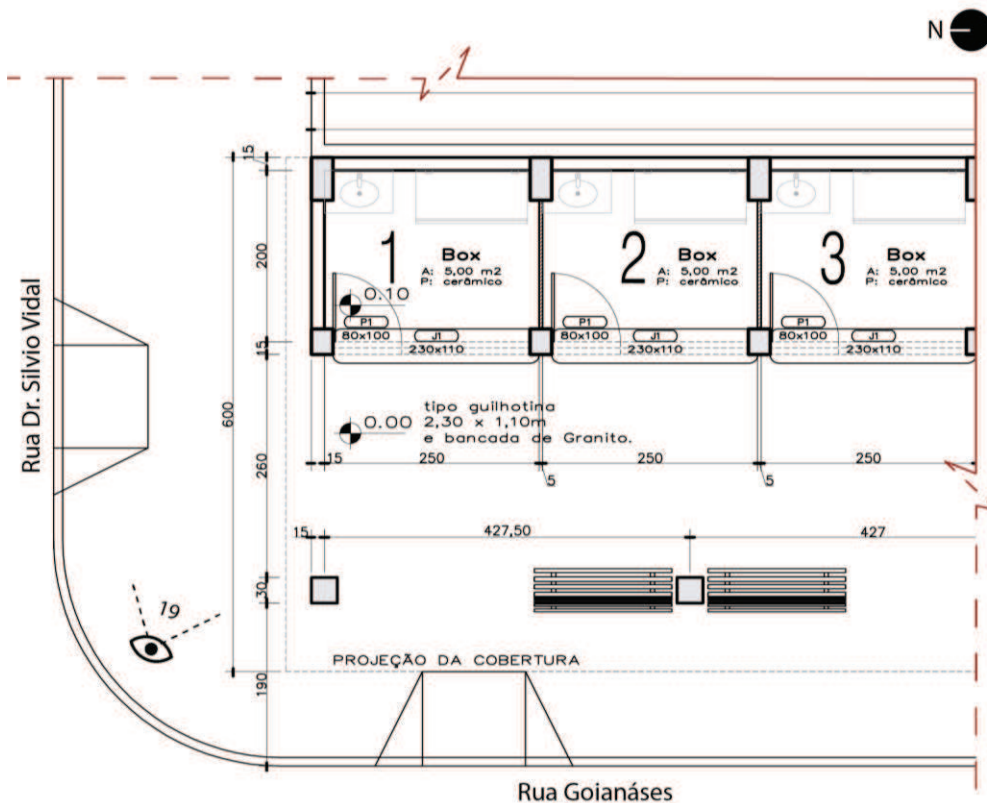 N
15
200
15
600
260
30
190
Rua Dr. Silvio Vidal
1
Box
A: 5,00 m2
P: cerâmico
0.10
P1
80x100
J1
230x110
2
Box
A: 5,00 m2
P: cerâmico
P1
80x100
J1
230x110
3
Box
A: 5,00 m2
P: cerâmico
P1
80x100
J1
230x110
0.00
tipo guilhotina
2,30 x 1,10m
e bancada de Granito.
15
250
5
250
5
250
15
427,50
427
19
PROJEÇÃO DA COBERTURA
Rua Goianáses